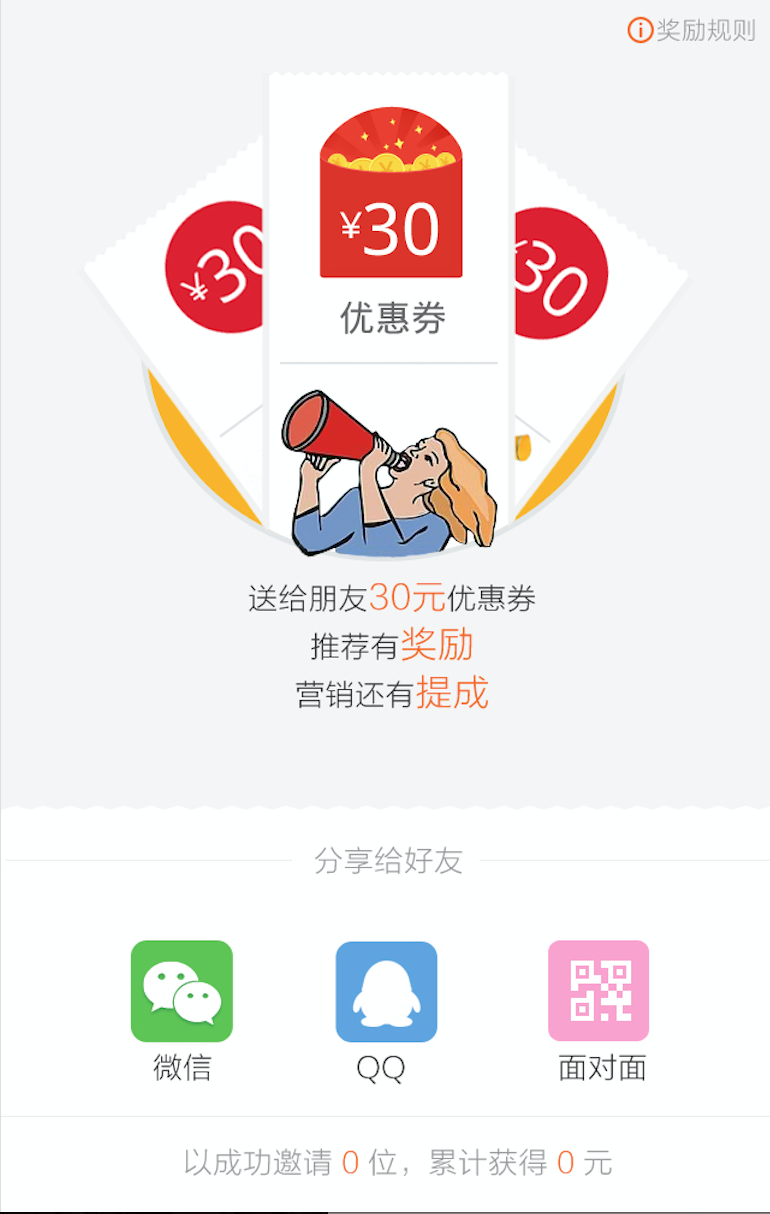 奖励规则
¥30
¥30
¥30
优惠券
送给朋友30元优惠券
推荐有奖励
营销还有提成
分享给好友
微信
QQ
面对面
以成功邀请 0 位，累计获得 0 元